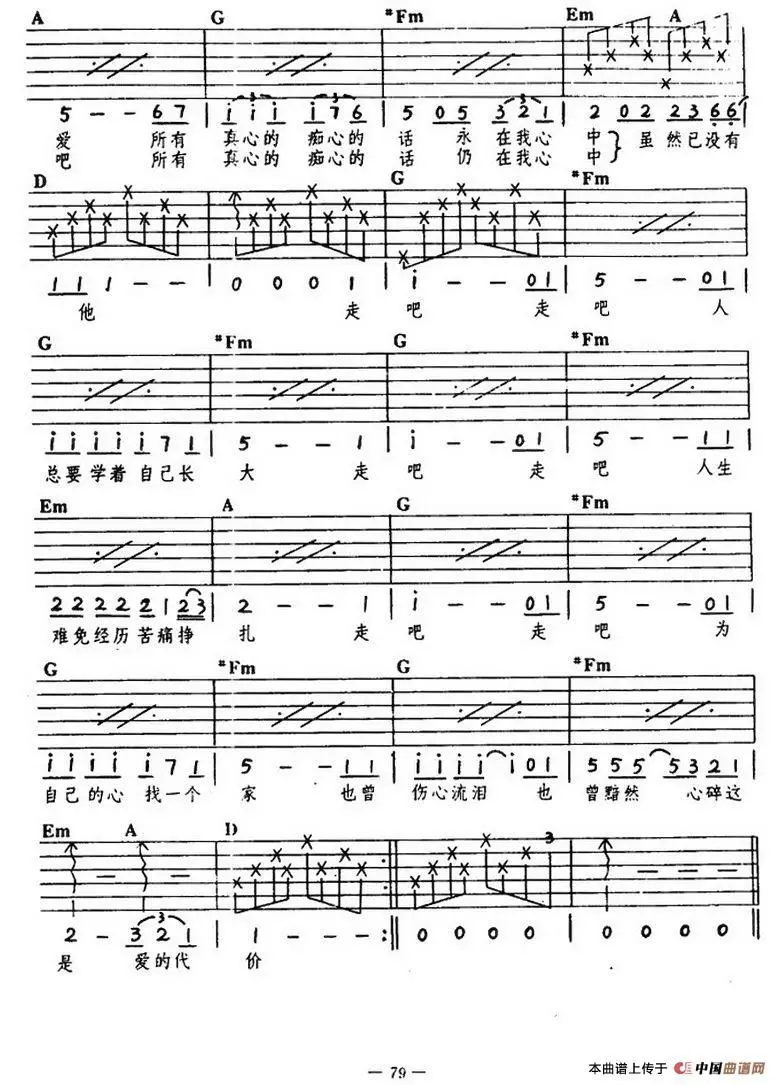 A G #Fm Em A
5 - - 6 7 | i i i i 7 6 | 5 0 5 3 2 1 | 2 0 2 2 3 6 6
爱 所有 真心的 痴心的 话 永 在我心 中 } 虽 然已没有
吧 所有 真心的 痴心的 话 仍 在我心 中
D G #Fm
1 1 1 - - | 0 0 0 1 | i - - 0 1 | 5 - - 0 1 |
他 走 吧 走 吧 人
G #Fm G #Fm
i i i i i 7 1 | 5 - - 1 | i - - 0 1 | 5 - - 1 1 |
总要 学着 自己长 大 走 吧 走 吧 人生
Em A G #Fm
2 2 2 2 2 1 2 3 | 2 - - 1 | i - - 0 1 | 5 - - 0 1 |
难免 经历 苦痛挣 扎 走 吧 走 吧 为
G #Fm G #Fm
i i i i i 7 1 | 5 - - 1 1 | i i i i i 0 1 | 5 5 5 5 3 2 1 |
自己 的心 找一个 家 也曾 伤心流泪 也 曾黯然 心碎这
Em A D 3
2 - 3 2 1 | 1 - - - :|| 0 0 0 0 | 0 0 0 0
是 爱的代 价
— 79 —
本曲谱上传于 中国曲谱网